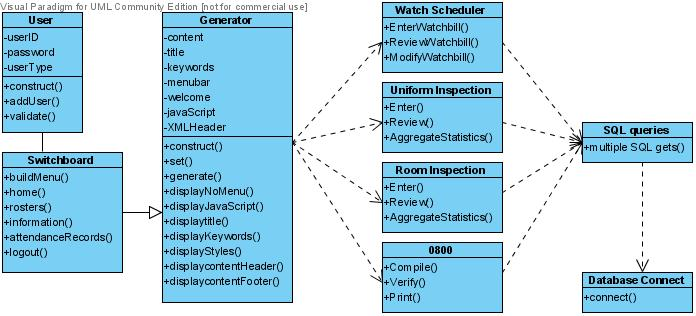 Visual Paradigm for UML Community Edition [not for commercial use]
User
-userID
-password
-userType
+construct()
+addUser()
+validate()
Switchboard
+buildMenu()
+home()
+rosters()
+information()
+attendanceRecords()
+logout()
Generator
-content
-title
-keywords
-menubar
-welcome
-javaScript
-XMLHeader
+construct()
+set()
+generate()
+displayNoMenu()
+displayJavaScript()
+displaytitle()
+displayKeywords()
+displayStyles()
+displaycontentHeader()
+displaycontentFooter()
Watch Scheduler
+EnterWatchbill()
+ReviewWatchbill()
+ModifyWatchbill()
Uniform Inspection
+Enter()
+Review()
+AggregateStatistics()
Room Inspection
+Enter()
+Review()
+AggregateStatistics()
0800
+Compile()
+Verify()
+Print()
SQL queries
+multiple SQL gets()
Database Connect
+connect()